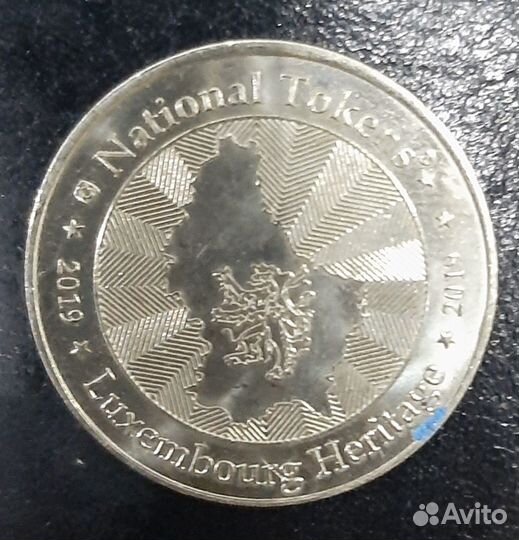 National Tokens
2019
2019
Luxembourg Heritage
Avito